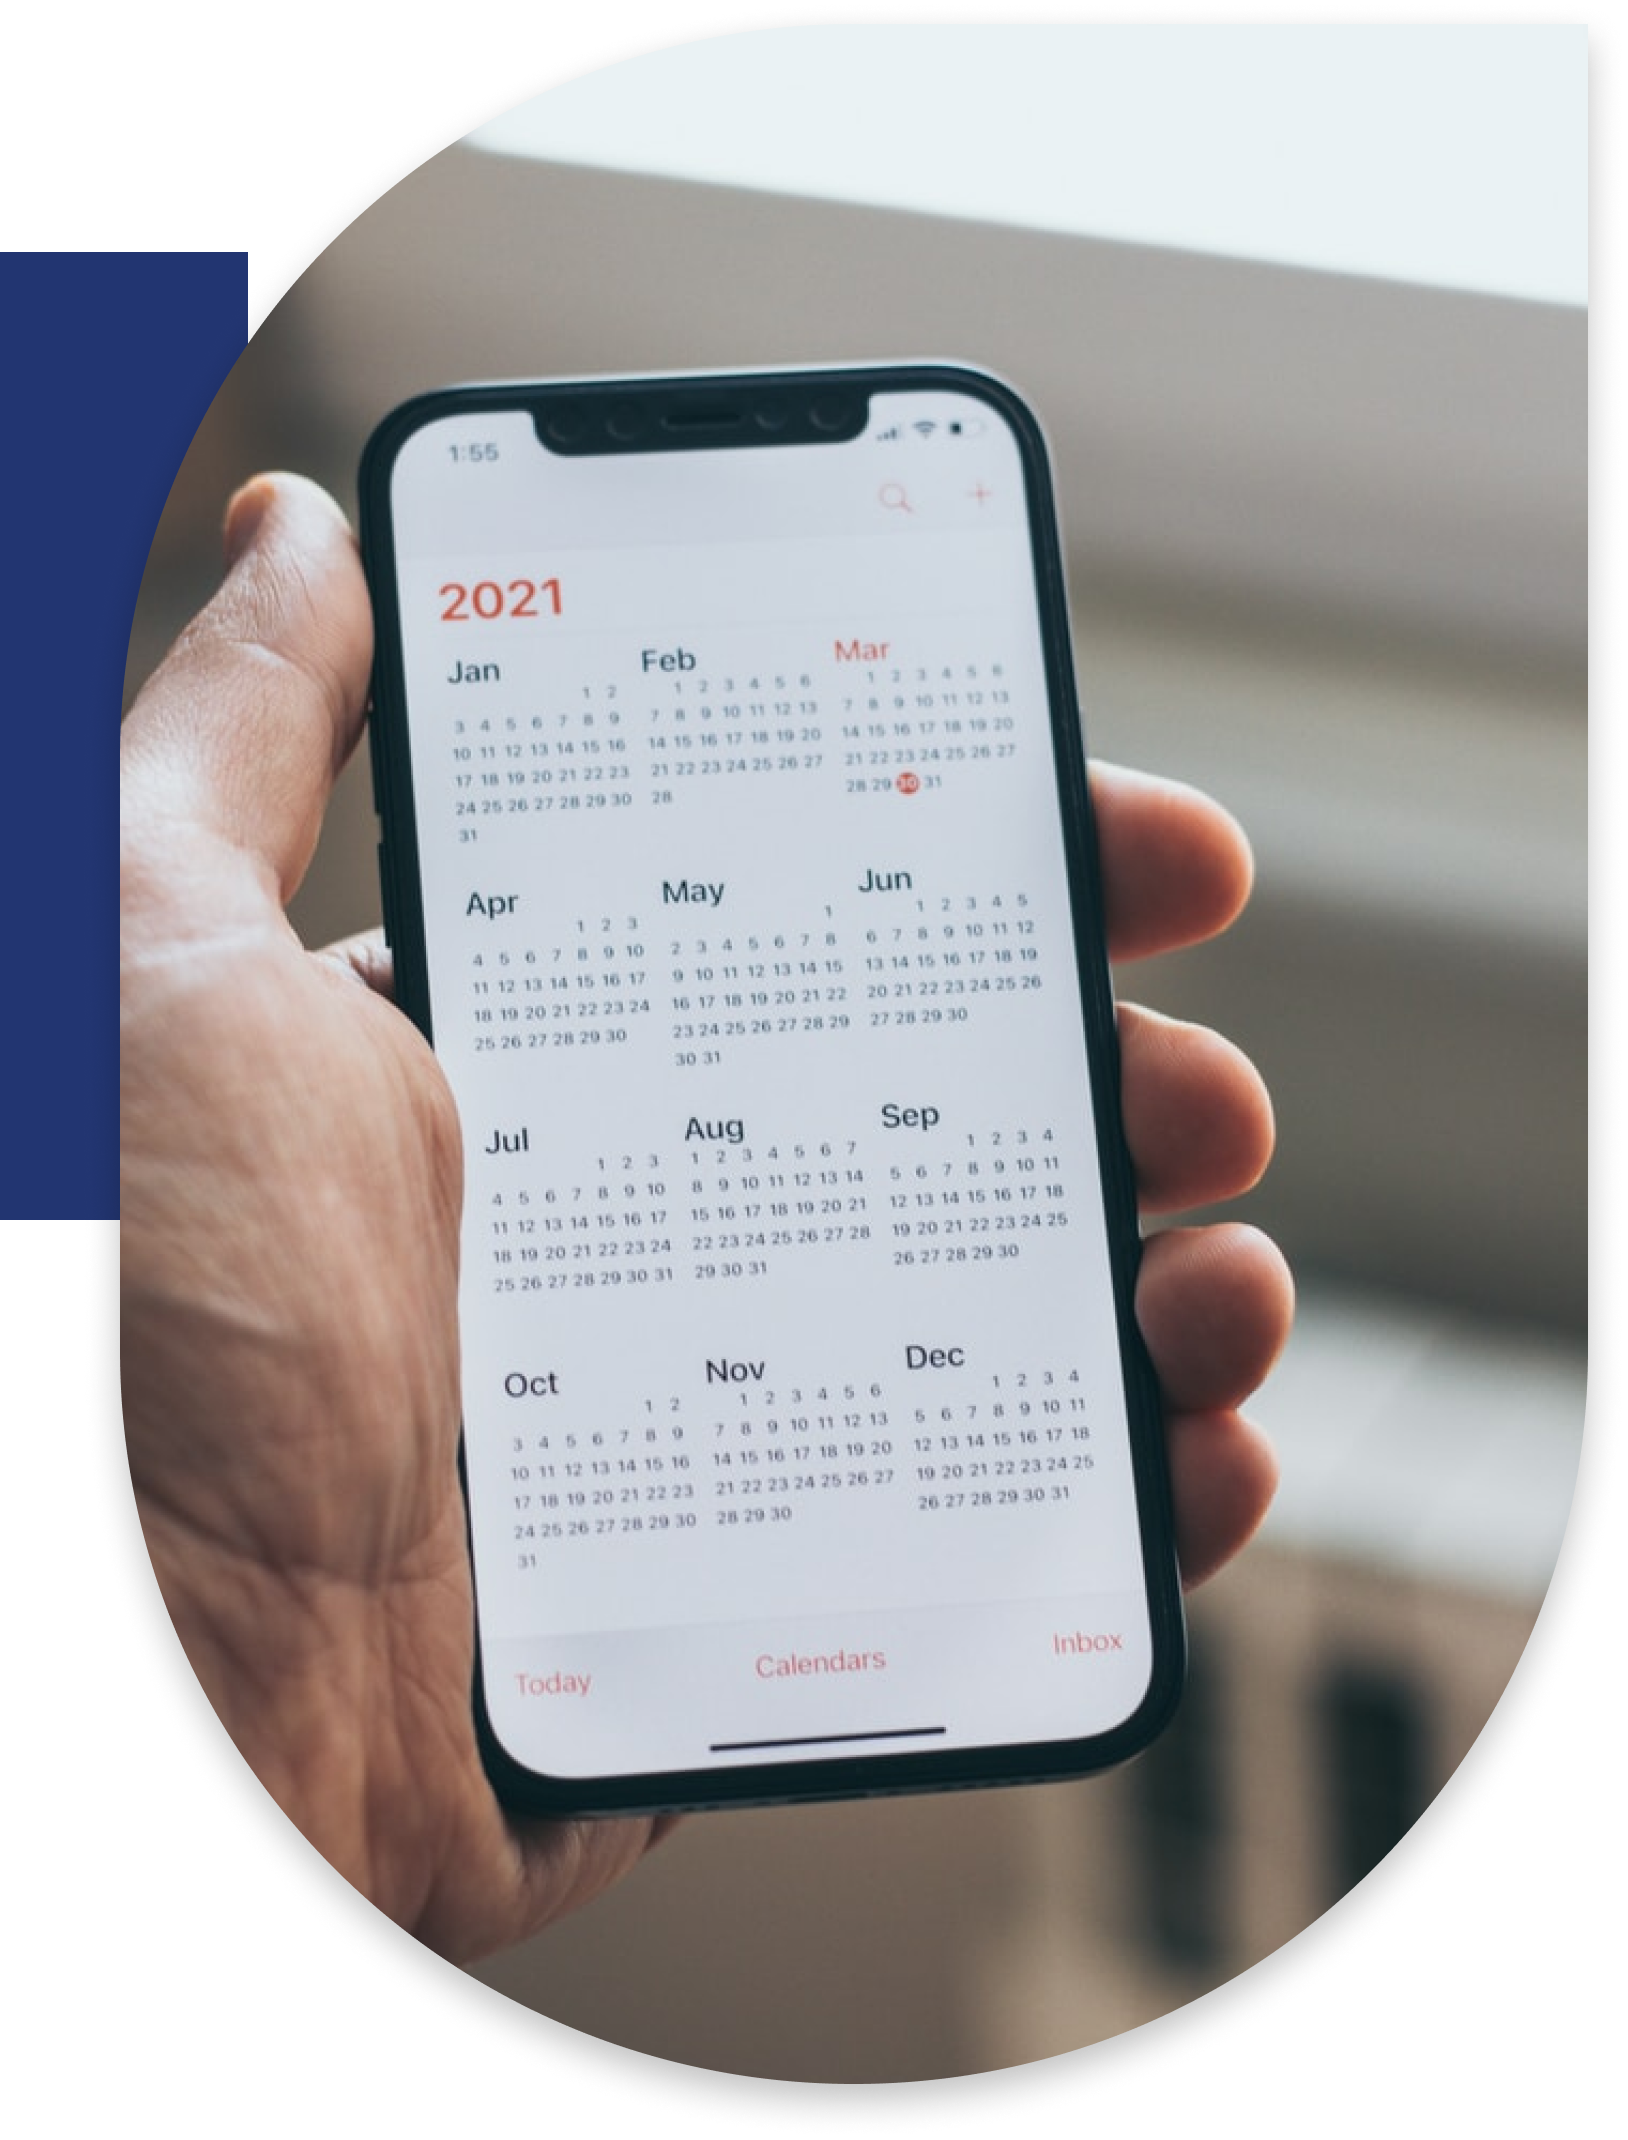 1:55
2021
Jan
1 2
3 4 5 6 7 8 9
10 11 12 13 14 15 16
17 18 19 20 21 22 23
24 25 26 27 28 29 30
31
Feb
1 2 3 4 5 6
7 8 9 10 11 12 13
14 15 16 17 18 19 20
21 22 23 24 25 26 27
28
Mar
1 2 3 4 5 6
7 8 9 10 11 12 13
14 15 16 17 18 19 20
21 22 23 24 25 26 27
28 29 30 31
Apr
1 2 3
4 5 6 7 8 9 10
11 12 13 14 15 16 17
18 19 20 21 22 23 24
25 26 27 28 29 30
May
1
2 3 4 5 6 7 8
9 10 11 12 13 14 15
16 17 18 19 20 21 22
23 24 25 26 27 28 29
30 31
Jun
1 2 3 4 5
6 7 8 9 10 11 12
13 14 15 16 17 18 19
20 21 22 23 24 25 26
27 28 29 30
Jul
1 2 3
4 5 6 7 8 9 10
11 12 13 14 15 16 17
18 19 20 21 22 23 24
25 26 27 28 29 30 31
Aug
1 2 3 4 5 6 7
8 9 10 11 12 13 14
15 16 17 18 19 20 21
22 23 24 25 26 27 28
29 30 31
Sep
1 2 3 4
5 6 7 8 9 10 11
12 13 14 15 16 17 18
19 20 21 22 23 24 25
26 27 28 29 30
Oct
1 2
3 4 5 6 7 8 9
10 11 12 13 14 15 16
17 18 19 20 21 22 23
24 25 26 27 28 29 30
31
Nov
1 2 3 4 5 6
7 8 9 10 11 12 13
14 15 16 17 18 19 20
21 22 23 24 25 26 27
28 29 30
Dec
1 2 3 4
5 6 7 8 9 10 11
12 13 14 15 16 17 18
19 20 21 22 23 24 25
26 27 28 29 30 31
Today
Calendars
Inbox